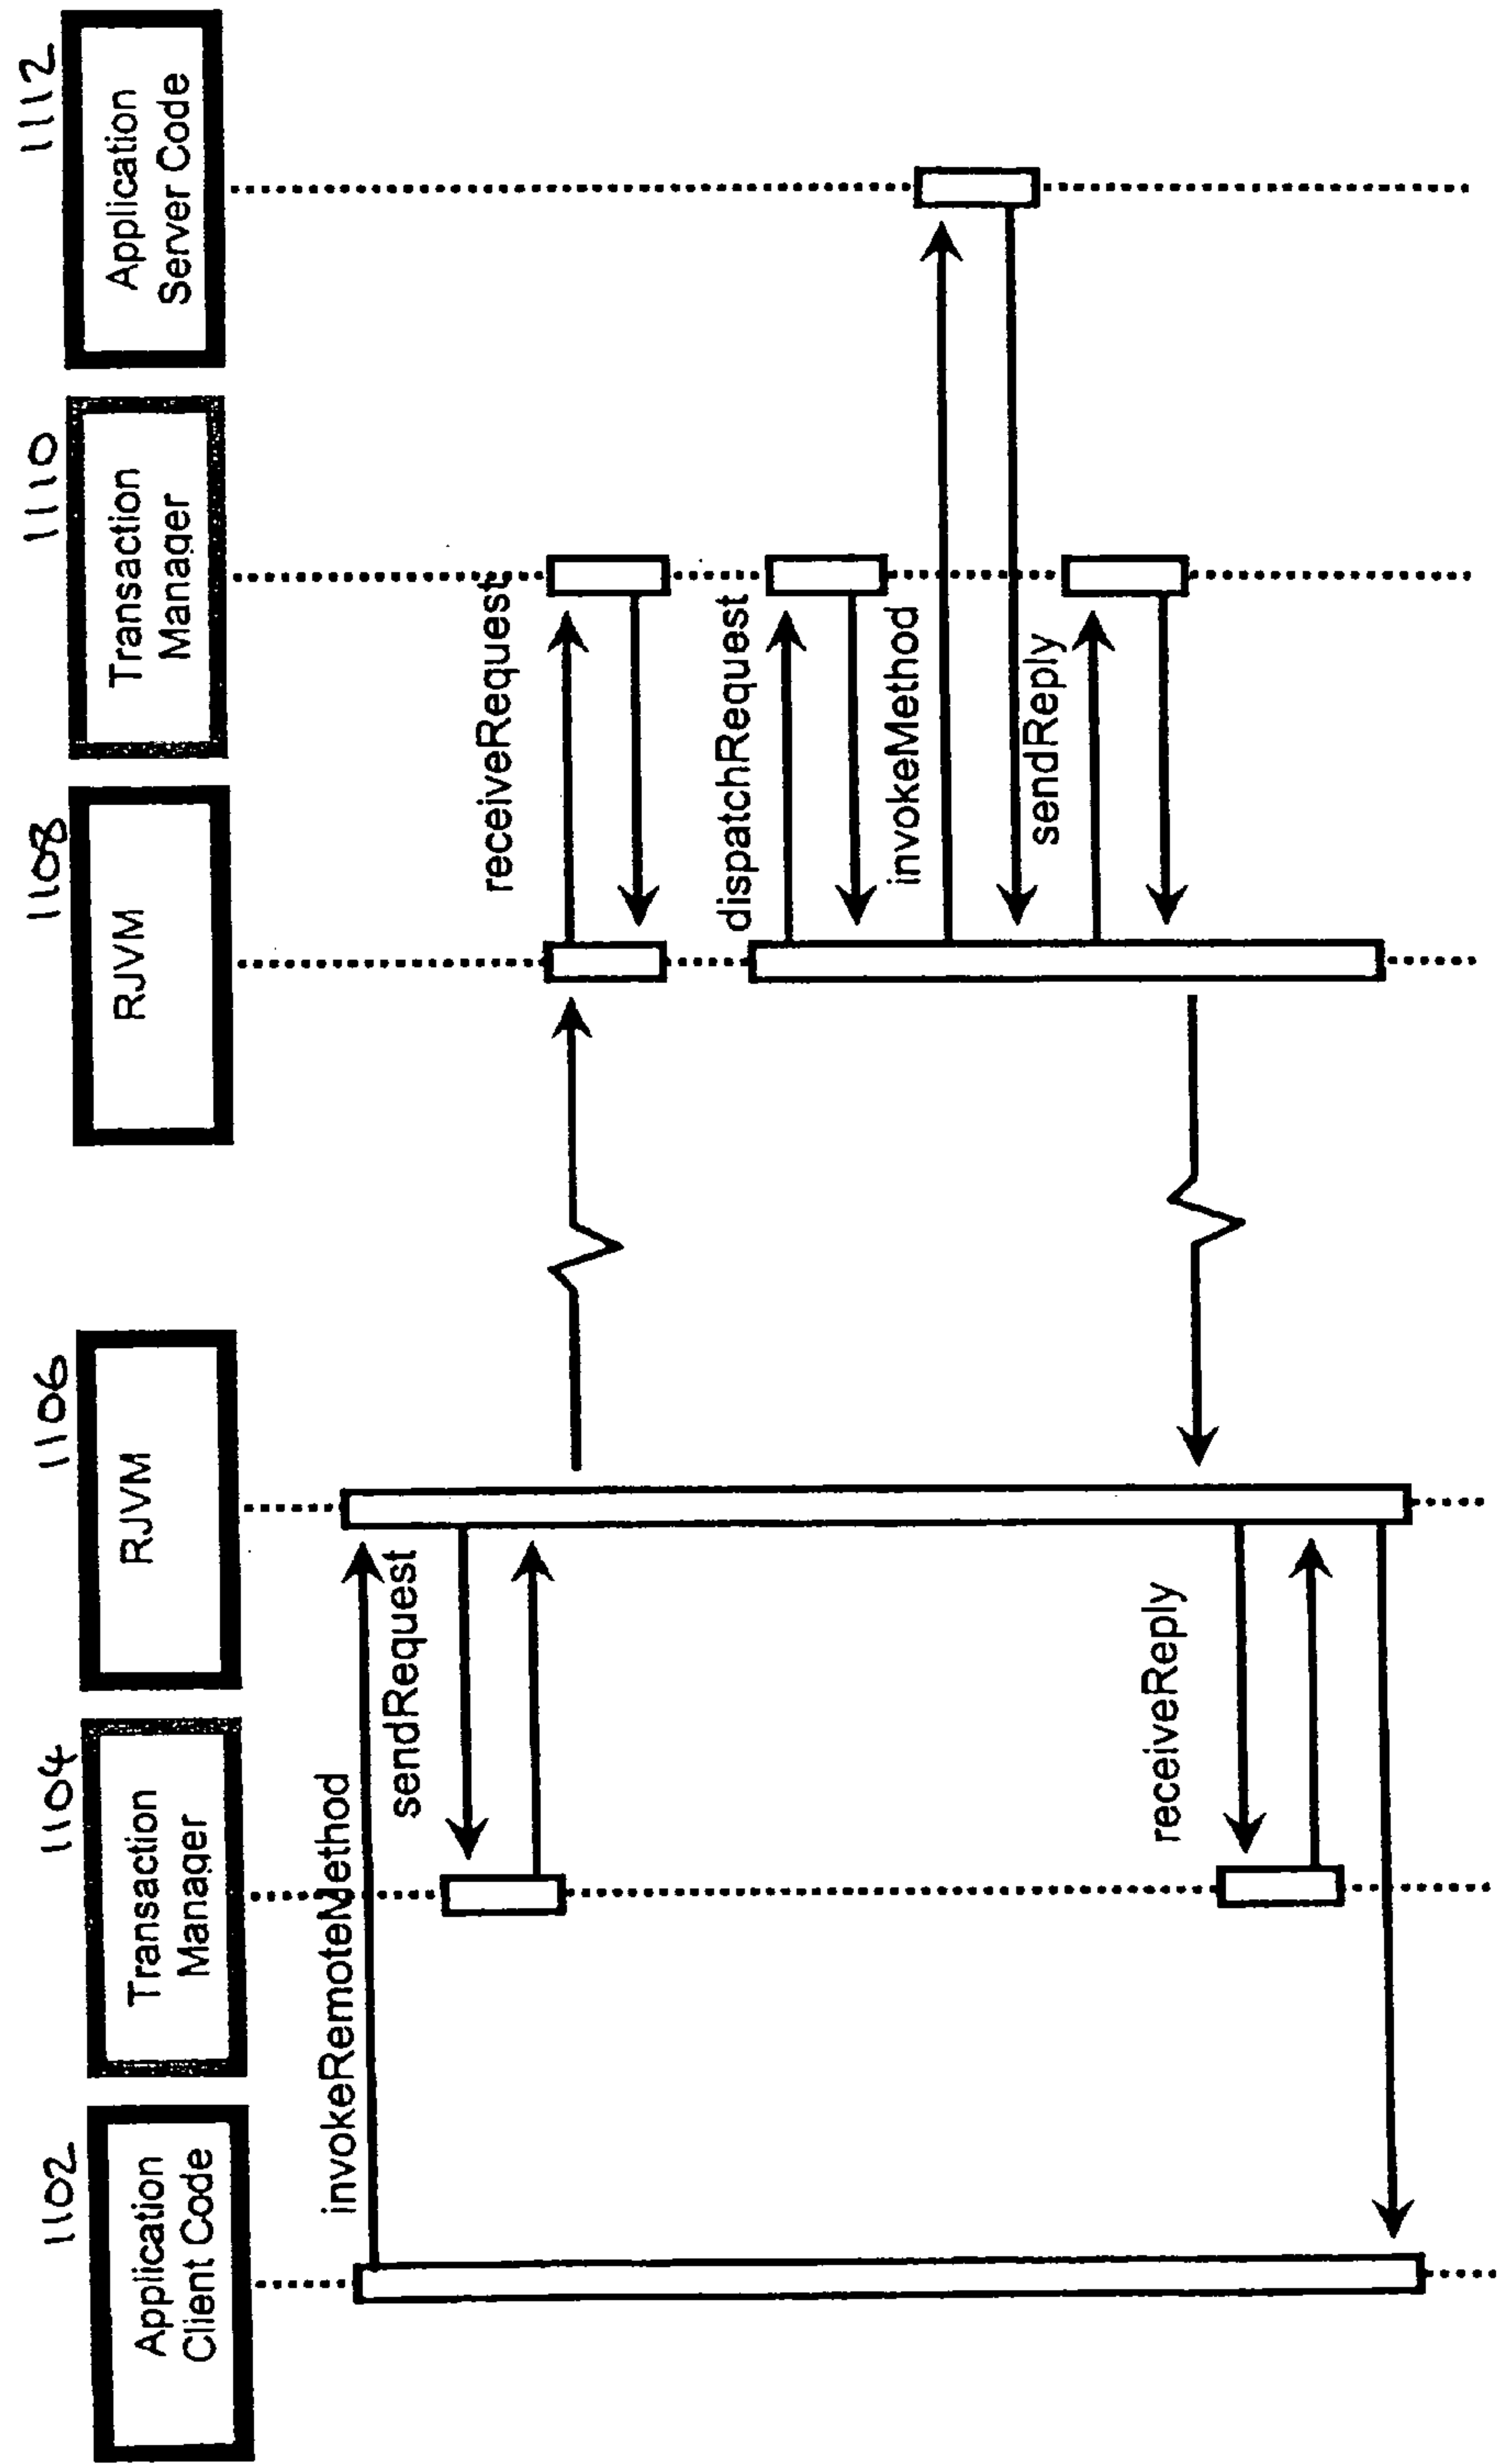 1102
Application
Client Code
1104
Transaction
Manager
1106
RJVM
1108
RJVM
1110
Transaction
Manager
1112
Application
Server Code
invokeRemoteMethod
sendRequest
receiveRequest
dispatchRequest
invokeMethod
sendReply
receiveReply